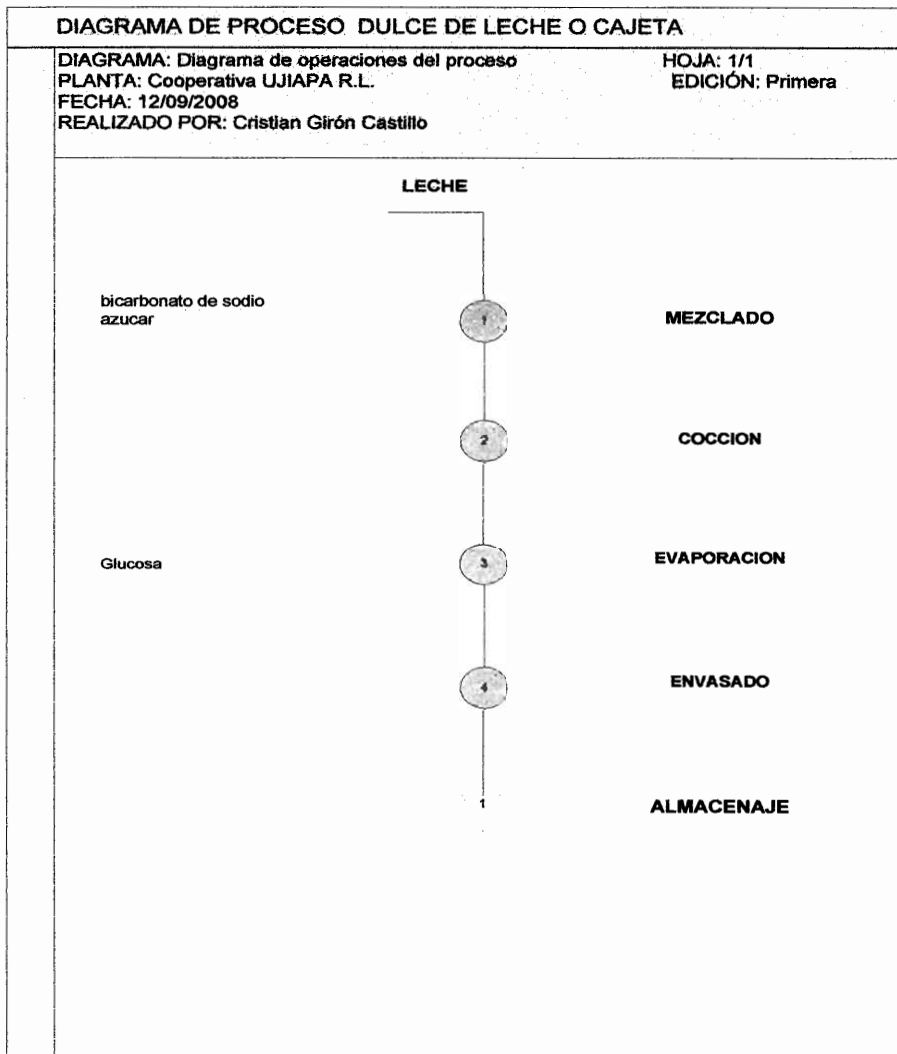 DIAGRAMA DE PROCESO DULCE DE LECHE O CAJETA
DIAGRAMA: Diagrama de operaciones del proceso HOJA: 1/1
PLANTA: Cooperativa UJIAPA R.L. EDICIÓN: Primera
FECHA: 12/09/2008
REALIZADO POR: Cristian Girón Castillo
LECHE
bicarbonato de sodio
azucar
1 MEZCLADO
2 COCCION
Glucosa 3 EVAPORACION
4 ENVASADO
1 ALMACENAJE